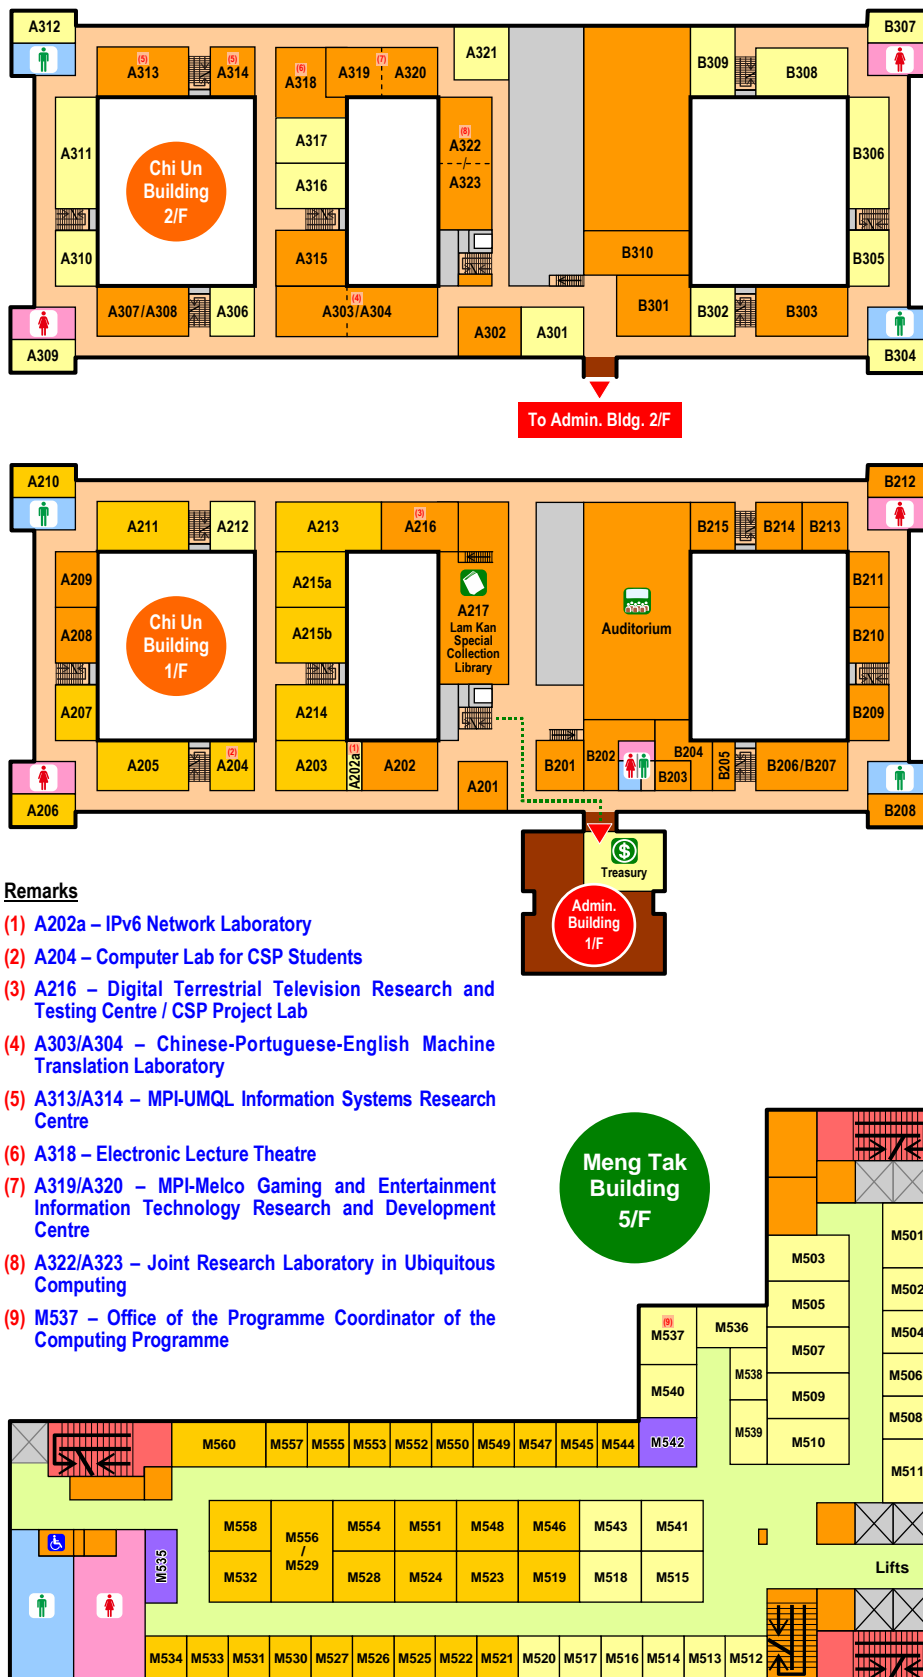 A312
B307
(5)
A313
(5)
A314
(6)
A318
A319
(7)
A320
A321
B309
B308
A311
A317
(8)
A322
/
A323
B306
Chi Un
Building
2/F
A316
A310
A315
B310
B305
A307/A308
A306
(4)
A303/A304
A302
A301
B301
B302
B303
A309
B304
To Admin. Bldg. 2/F
A210
B212
A211
A212
A213
(3)
A216
B215
B214
B213
A209
A215a
A217
Lam Kan
Special
Collection
Library
Auditorium
B211
Chi Un
Building
1/F
A208
A215b
B210
A207
A214
B209
A205
(2)
A204
A203
(1)
A202a
A202
A201
B201
B202
B204
B203
B205
B206/B207
A206
B208
$
Treasury
Admin.
Building
1/F
Remarks
(1) A202a – IPv6 Network Laboratory
(2) A204 – Computer Lab for CSP Students
(3) A216 – Digital Terrestrial Television Research and
Testing Centre / CSP Project Lab
(4) A303/A304 – Chinese-Portuguese-English Machine
Translation Laboratory
(5) A313/A314 – MPI-UMQL Information Systems Research
Centre
(6) A318 – Electronic Lecture Theatre
(7) A319/A320 – MPI-Melco Gaming and Entertainment
Information Technology Research and Development
Centre
(8) A322/A323 – Joint Research Laboratory in Ubiquitous
Computing
(9) M537 – Office of the Programme Coordinator of the
Computing Programme
Meng Tak
Building
5/F
M501
M503
M502
M505
(9)
M537
M536
M504
M507
M506
M538
M540
M509
M508
M539
M510
M542
M511
M560
M557
M555
M553
M552
M550
M549
M547
M545
M544
M558
M556
/
M529
M554
M551
M548
M546
M543
M541
M535
M532
M528
M524
M523
M519
M518
M515
Lifts
M534
M533
M531
M530
M527
M526
M525
M522
M521
M520
M517
M516
M514
M513
M512